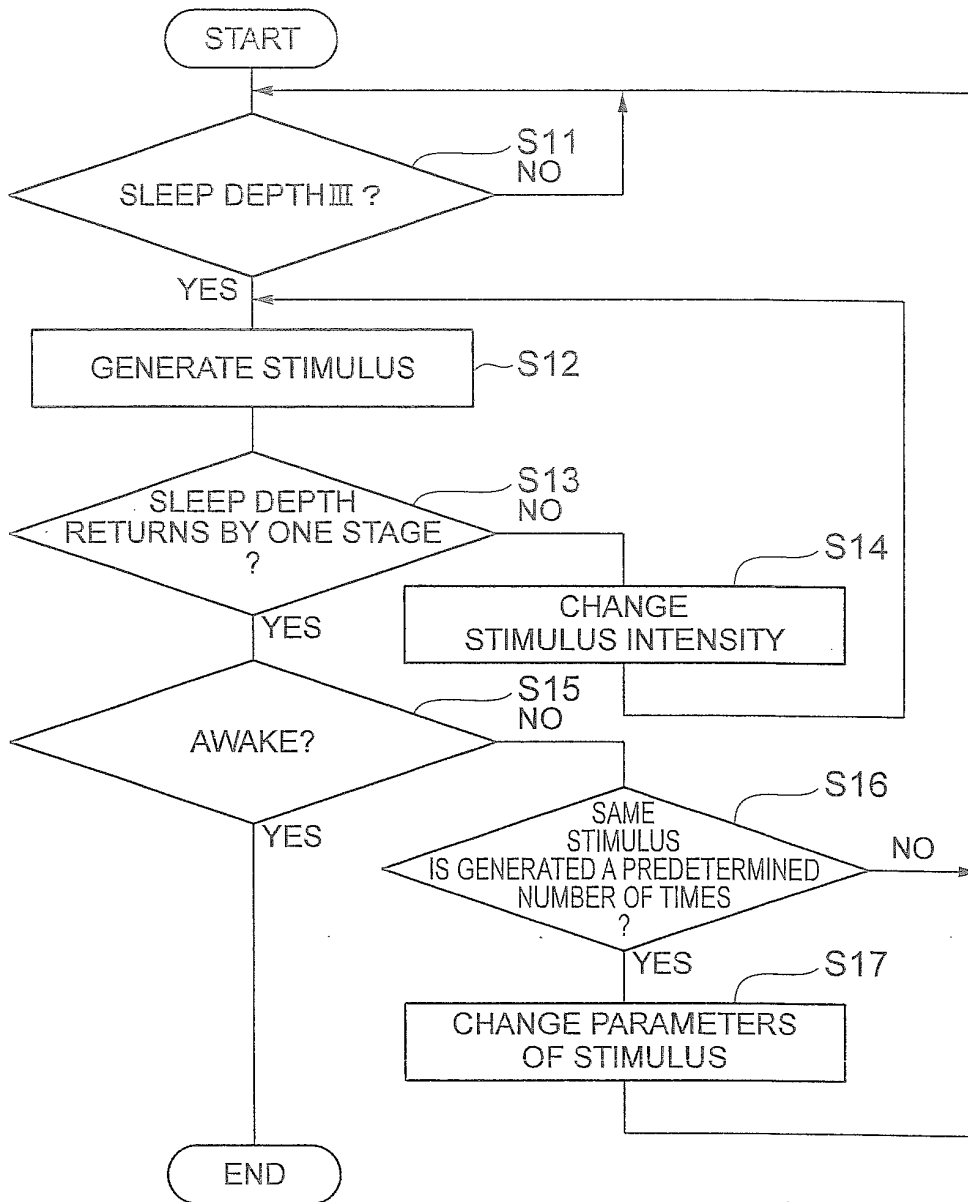 START
S11
NO
SLEEP DEPTH III ?
YES
GENERATE STIMULUS
S12
S13
NO
SLEEP DEPTH
RETURNS BY ONE STAGE
?
YES
S14
CHANGE
STIMULUS INTENSITY
S15
NO
AWAKE?
YES
S16
SAME
STIMULUS
IS GENERATED A PREDETERMINED
NUMBER OF TIMES
?
NO
YES
S17
CHANGE PARAMETERS
OF STIMULUS
END